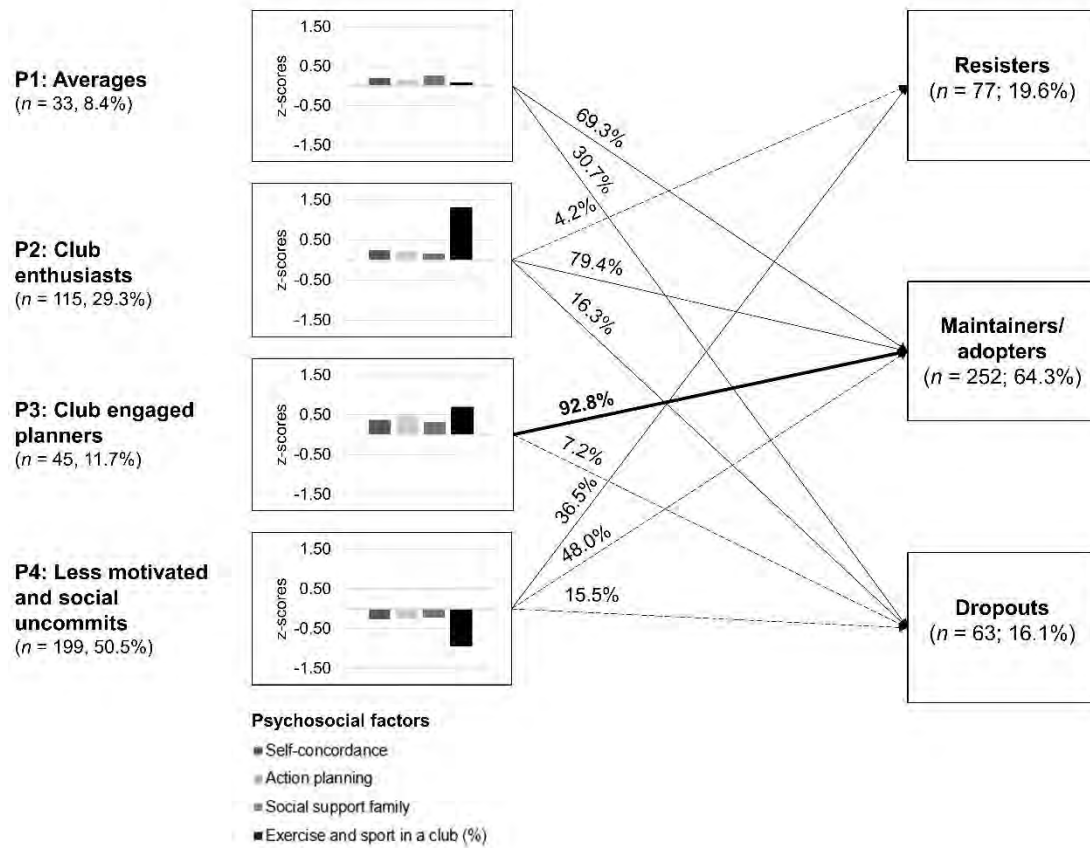 P1: Averages
(n = 33, 8.4%)
z-scores
1.50
0.50
-0.50
-1.50
P2: Club
enthusiasts
(n = 115, 29.3%)
z-scores
1.50
0.50
-0.50
-1.50
P3: Club engaged
planners
(n = 45, 11.7%)
z-scores
1.50
0.50
-0.50
-1.50
P4: Less motivated
and social
uncommits
(n = 199, 50.5%)
z-scores
1.50
0.50
-0.50
-1.50
69.3%
30.7%
4.2%
79.4%
16.3%
92.8%
7.2%
36.5%
48.0%
15.5%
Resisters
(n = 77; 19.6%)
Maintainers/
adopters
(n = 252; 64.3%)
Dropouts
(n = 63; 16.1%)
Psychosocial factors
Self-concordance
Action planning
Social support family
Exercise and sport in a club (%)